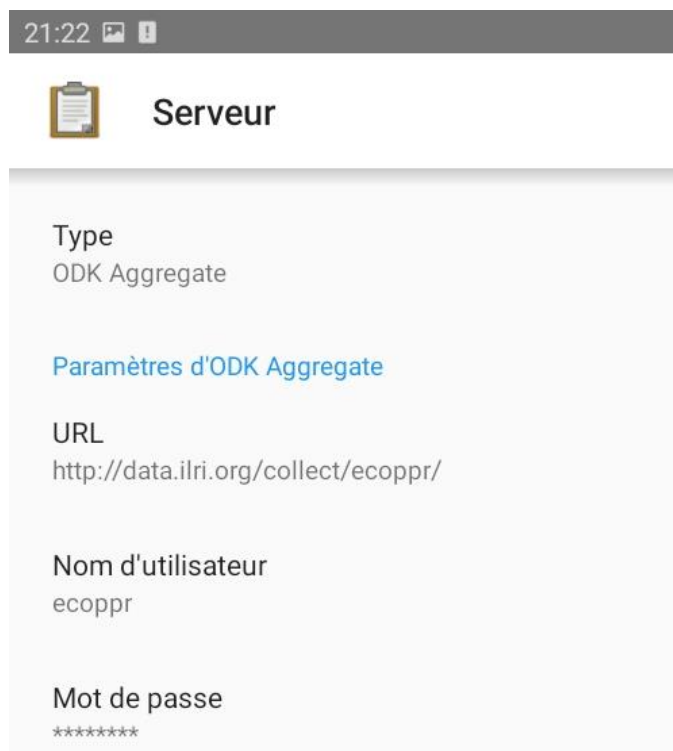 21:22
Serveur
Type
ODK Aggregate
Paramètres d'ODK Aggregate
URL
http://data.ilri.org/collect/ecoppr/
Nom d'utilisateur
ecoppr
Mot de passe
********